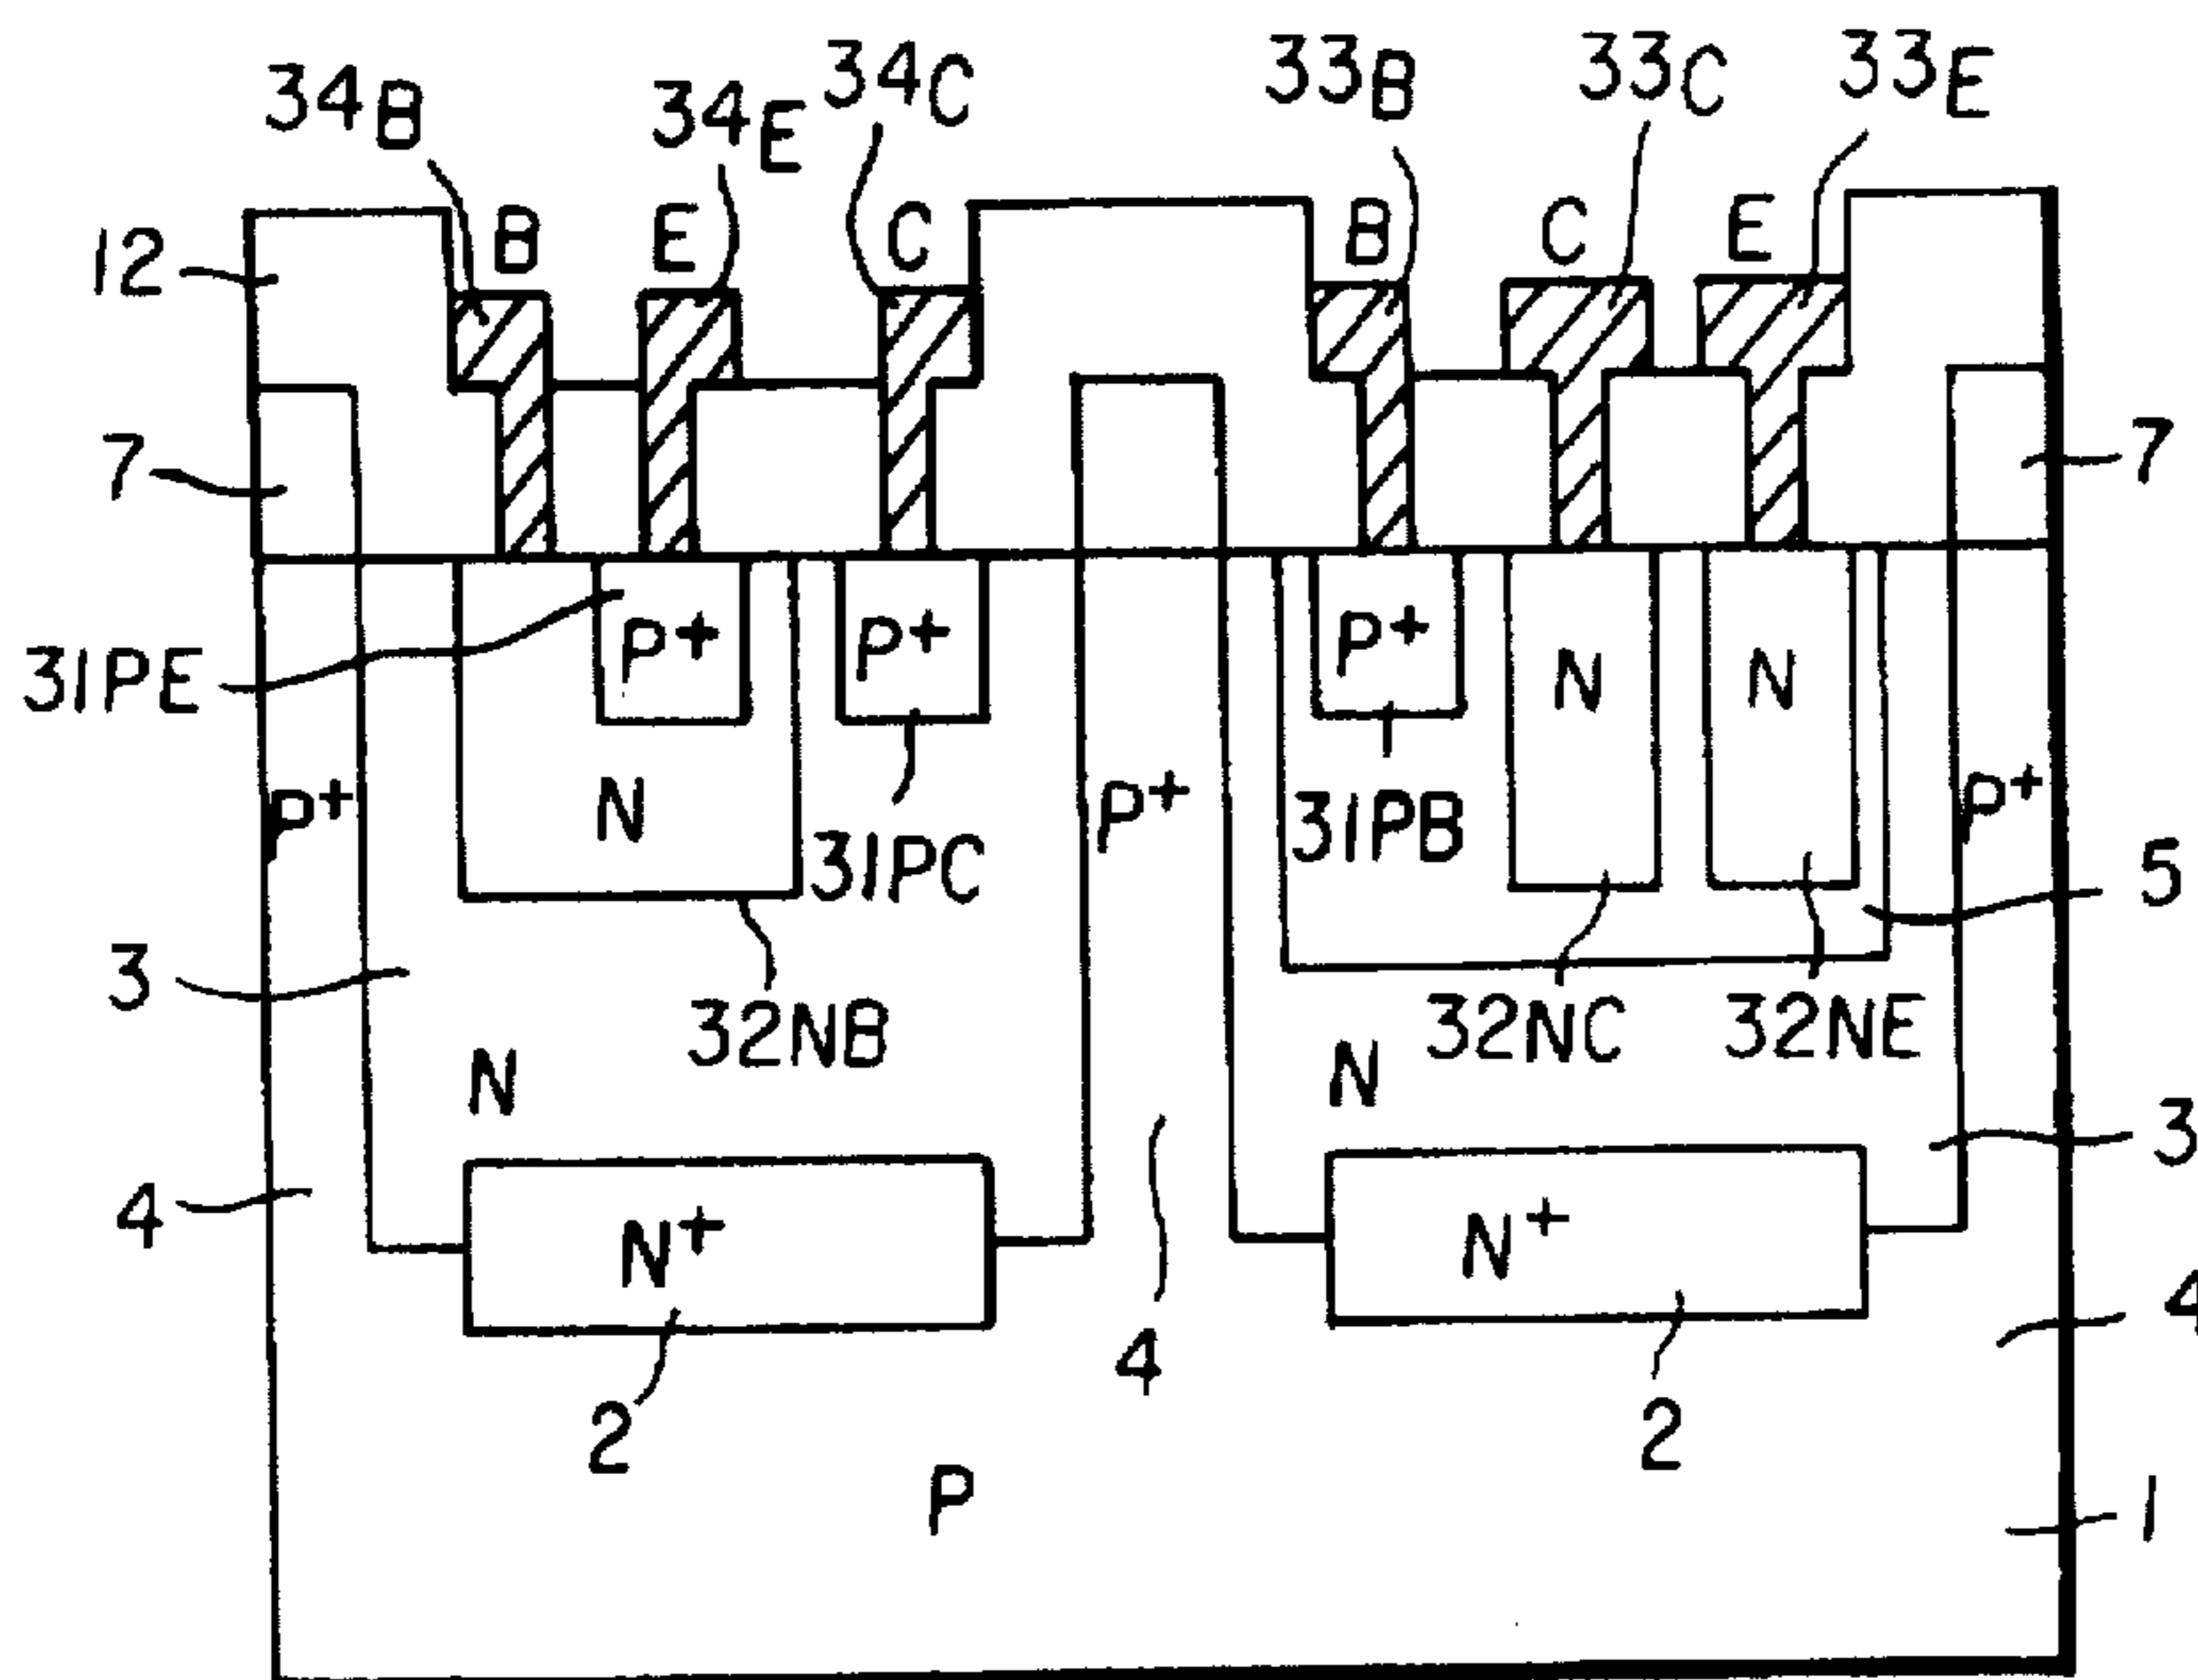 34B 34E 34C 33B 33C 33E
12 B E C B C E
7 7
31PE P+ P+ P+ N N
P+ N 31PC P+ 31PB P+ 5
3 32NB 32NC 32NE
N N 3
4 N+ N+ 4
2 4 2
P 1